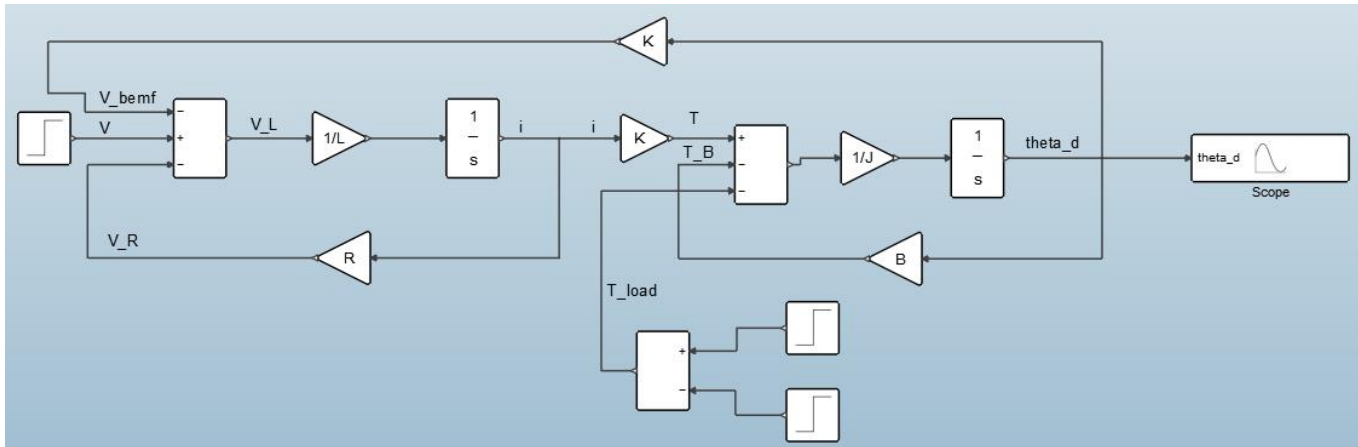 K
V_bemf
−
V
+
V_L
1/L
1
—
s
i
i
K
T
+
T_B
−
−
1/J
1
—
s
theta_d
theta_d
Scope
−
V_R
R
B
T_load
+
−